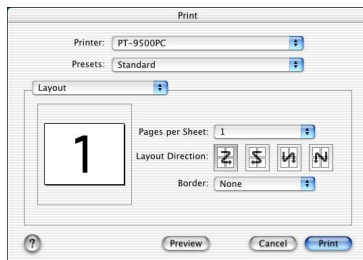 Print
Printer: PT-9500PC
Presets: Standard
Layout
1
Pages per Sheet: 1
Layout Direction:
Border: None
? Preview Cancel Print